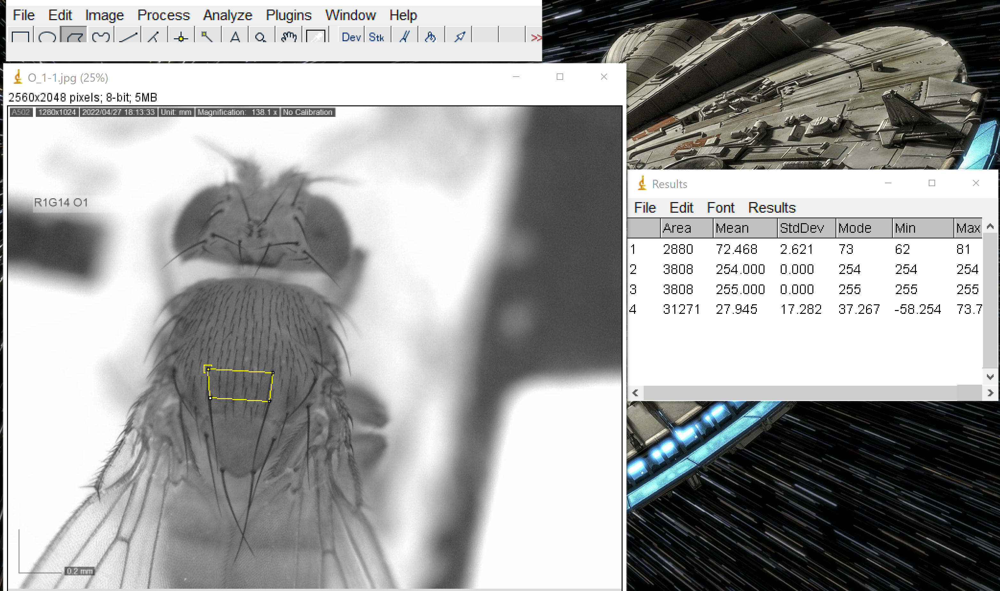 File Edit Image Process Analyze Plugins Window Help
A Dev Stk >>
O_1-1.jpg (25%)
2560x2048 pixels; 8-bit; 5MB
A502 1280x1024 2022/04/27 18:13:33 Unit: mm Magnification: 138.1 x No Calibration
R1G14 O1
0.2 mm
Results
File Edit Font Results
Area Mean StdDev Mode Min Max
1 2880 72.468 2.621 73 62 81
2 3808 254.000 0.000 254 254 254
3 3808 255.000 0.000 255 255 255
4 31271 27.945 17.282 37.267 -58.254 73.7